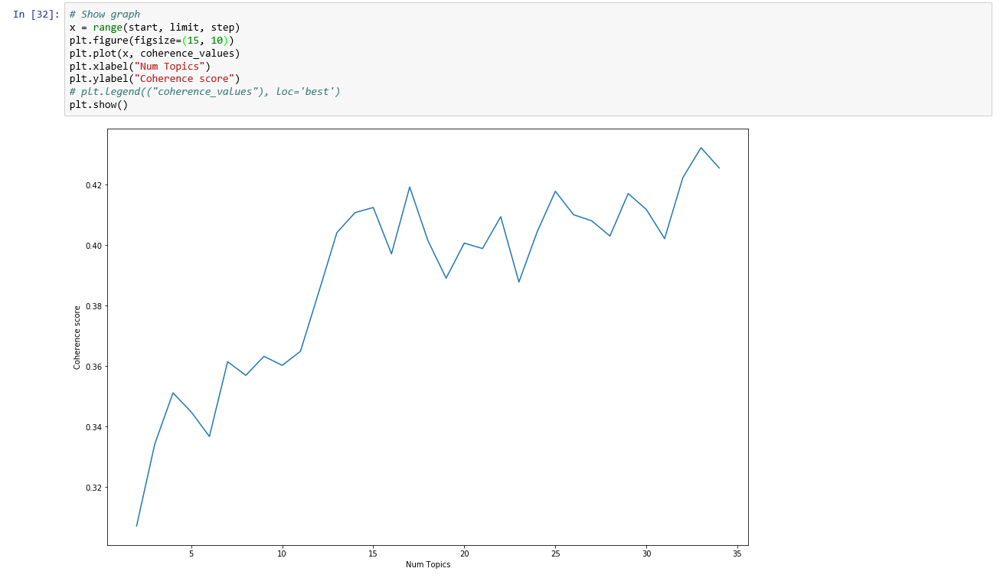 In [32]:
# Show graph
x = range(start, limit, step)
plt.figure(figsize=(15, 10))
plt.plot(x, coherence_values)
plt.xlabel("Num Topics")
plt.ylabel("Coherence score")
# plt.legend(("coherence_values"), loc='best')
plt.show()
0.42
0.40
0.38
0.36
0.34
0.32
Coherence score
5 10 15 20 25 30 35
Num Topics